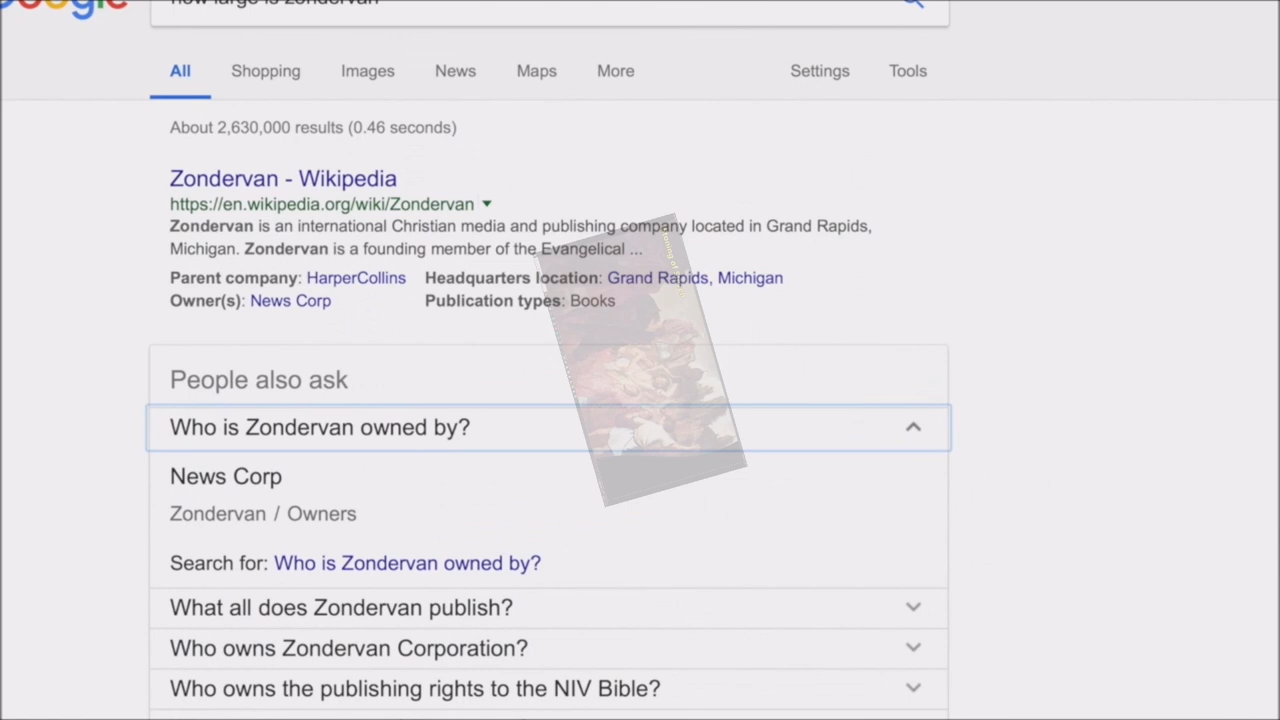 how large is zondervan
All Shopping Images News Maps More Settings Tools
About 2,630,000 results (0.46 seconds)
Zondervan - Wikipedia
https://en.wikipedia.org/wiki/Zondervan
Zondervan is an international Christian media and publishing company located in Grand Rapids,
Michigan. Zondervan is a founding member of the Evangelical ...
Parent company: HarperCollins Headquarters location: Grand Rapids, Michigan
Owner(s): News Corp Publication types: Books
People also ask
Who is Zondervan owned by?
News Corp
Zondervan / Owners
Search for: Who is Zondervan owned by?
What all does Zondervan publish?
Who owns Zondervan Corporation?
Who owns the publishing rights to the NIV Bible?